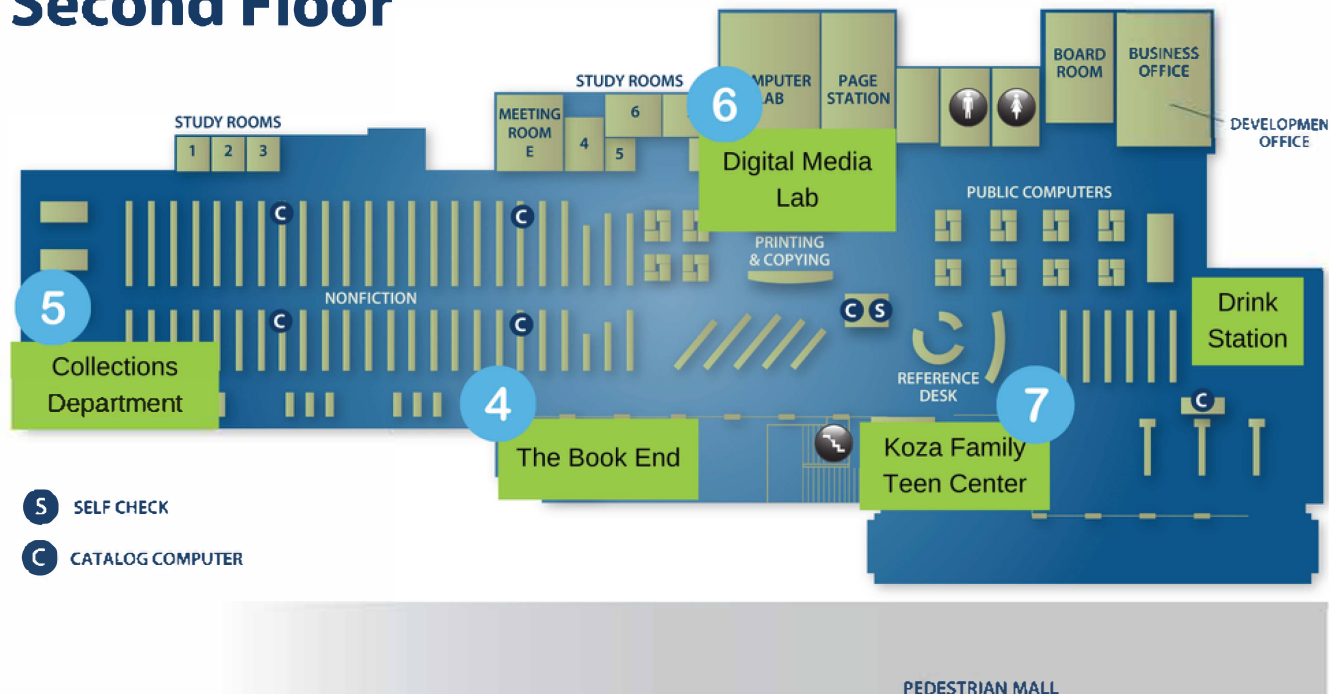 Second Floor
STUDY ROOMS
1 2 3
MEETING
ROOM
E
STUDY ROOMS
4
5
6
6
LAB
PAGE
STATION
Digital Media
Lab
BOARD
ROOM
BUSINESS
OFFICE
OFFICE
PUBLIC COMPUTERS
PRINTING
& COPYING
C
C
NONFICTION
C
C
C S
5
Collections
Department
4
The Book End
REFERENCE
DESK
7
Koza Family
Teen Center
Drink
Station
C
S SELF CHECK
C CATALOG COMPUTER
PEDESTRIAN MALL